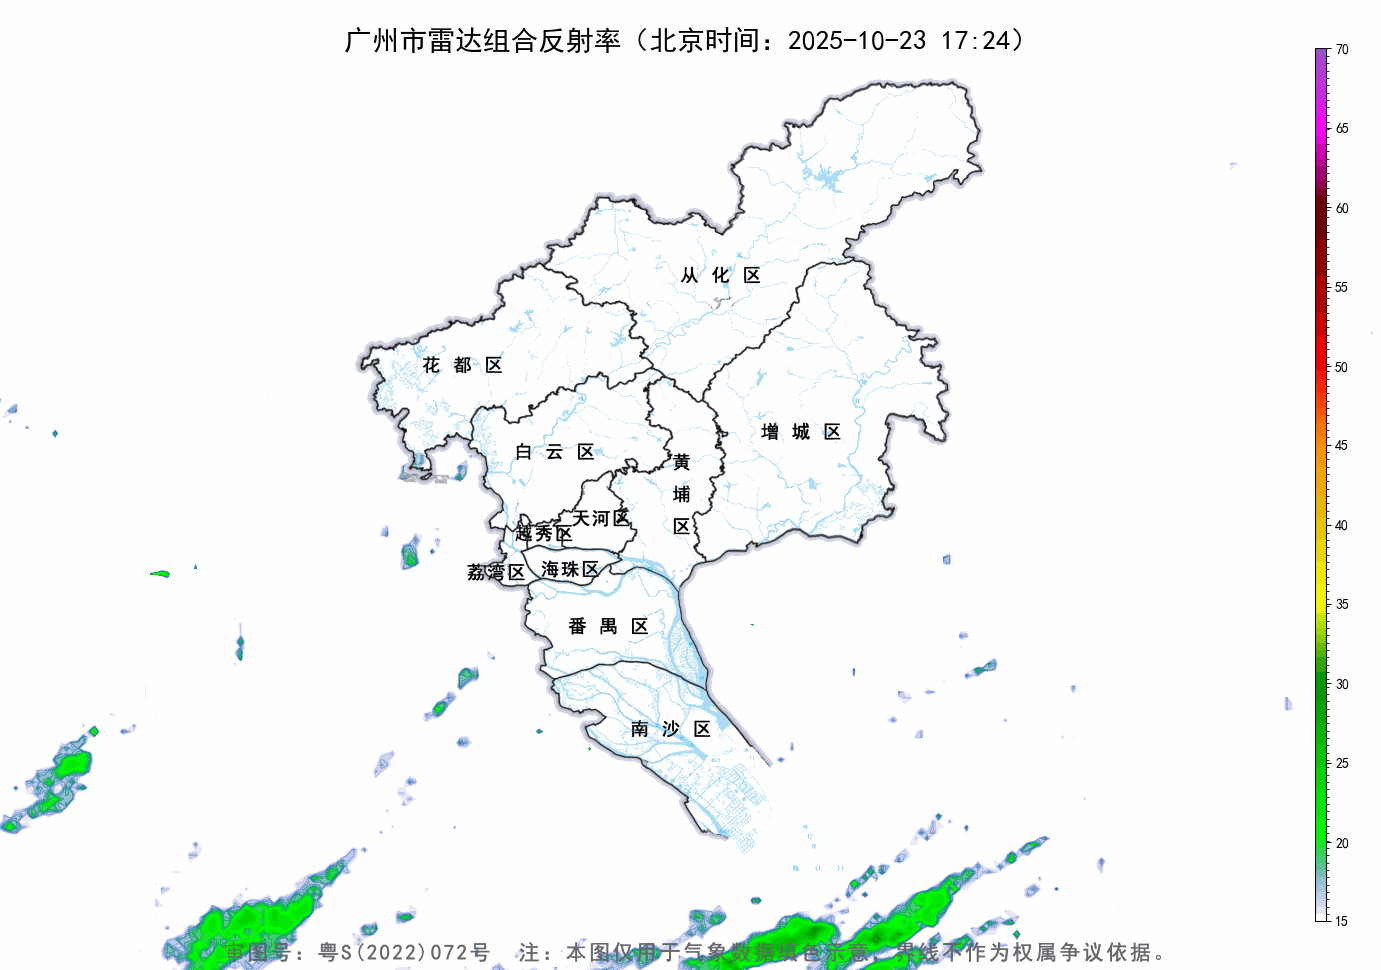 广州市雷达组合反射率（北京时间：2025-10-23 17:24）
70
65
60
55
50
45
40
35
30
25
20
15
从化区
花都区
增城区
白云区
黄埔区
天河区
越秀区
荔湾区
海珠区
番禺区
南沙区
审图号：粤S(2022)072号 注：本图仅用于气象数据填色示意，界线不作为权属争议依据。